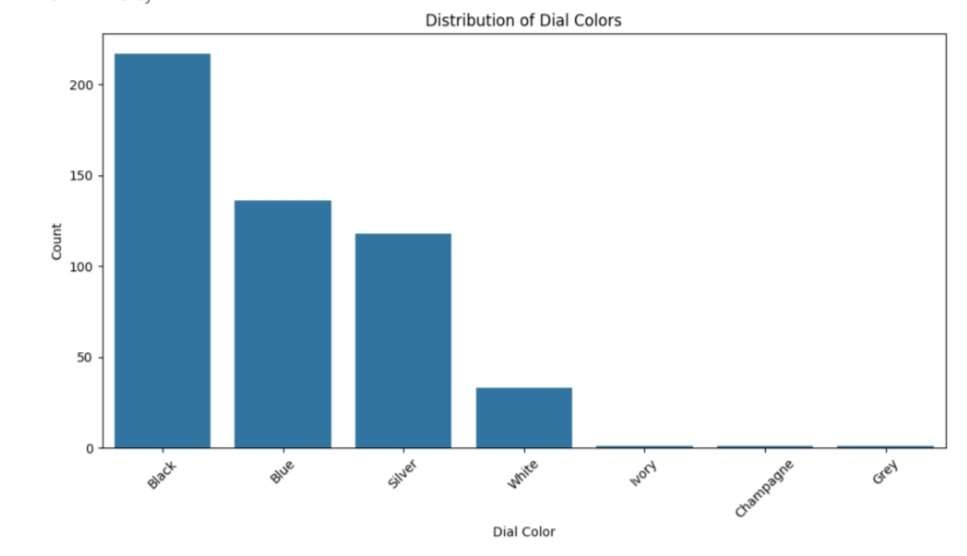 Distribution of Dial Colors
200
150
100
50
0
Count
Black
Blue
Silver
White
Ivory
Champagne
Grey
Dial Color